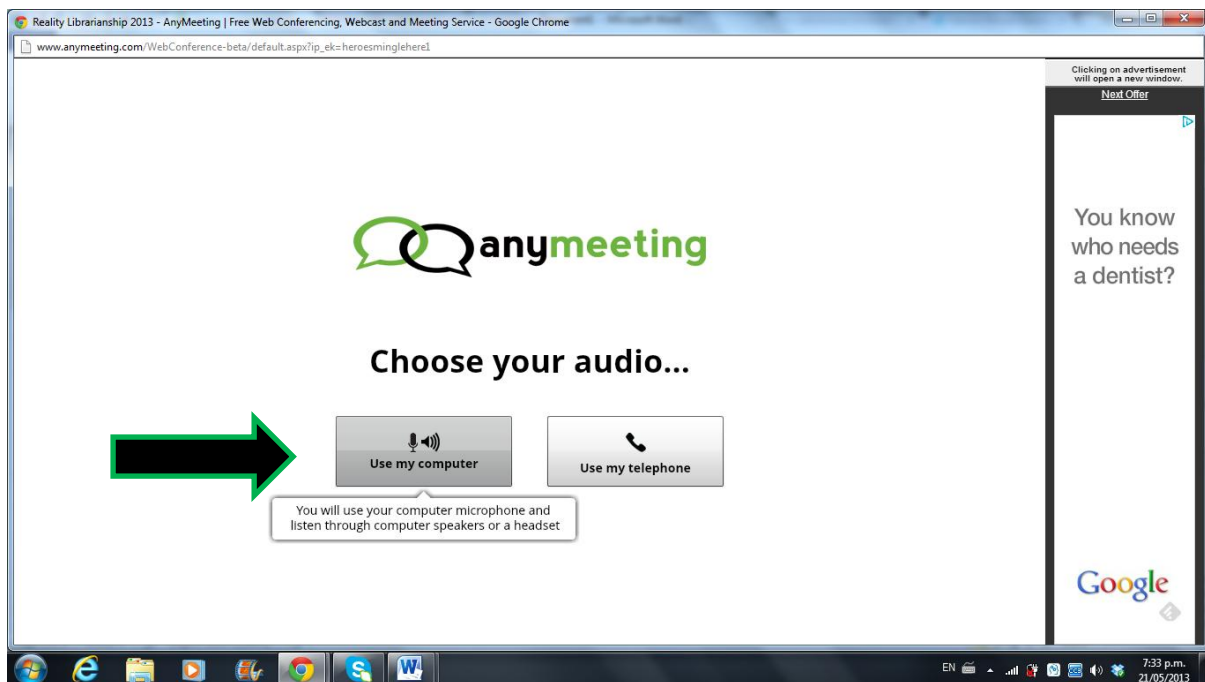 Reality Librarianship 2013 - AnyMeeting | Free Web Conferencing, Webcast and Meeting Service - Google Chrome
www.anymeeting.com/WebConference-beta/default.aspx?ip_ek=heroesminglehere1
Clicking on advertisement
will open a new window.
Next Offer
You know
who needs
a dentist?
anymeeting
Choose your audio...
Use my computer
Use my telephone
You will use your computer microphone and
listen through computer speakers or a headset
Google
EN
7:33 p.m.
21/05/2013